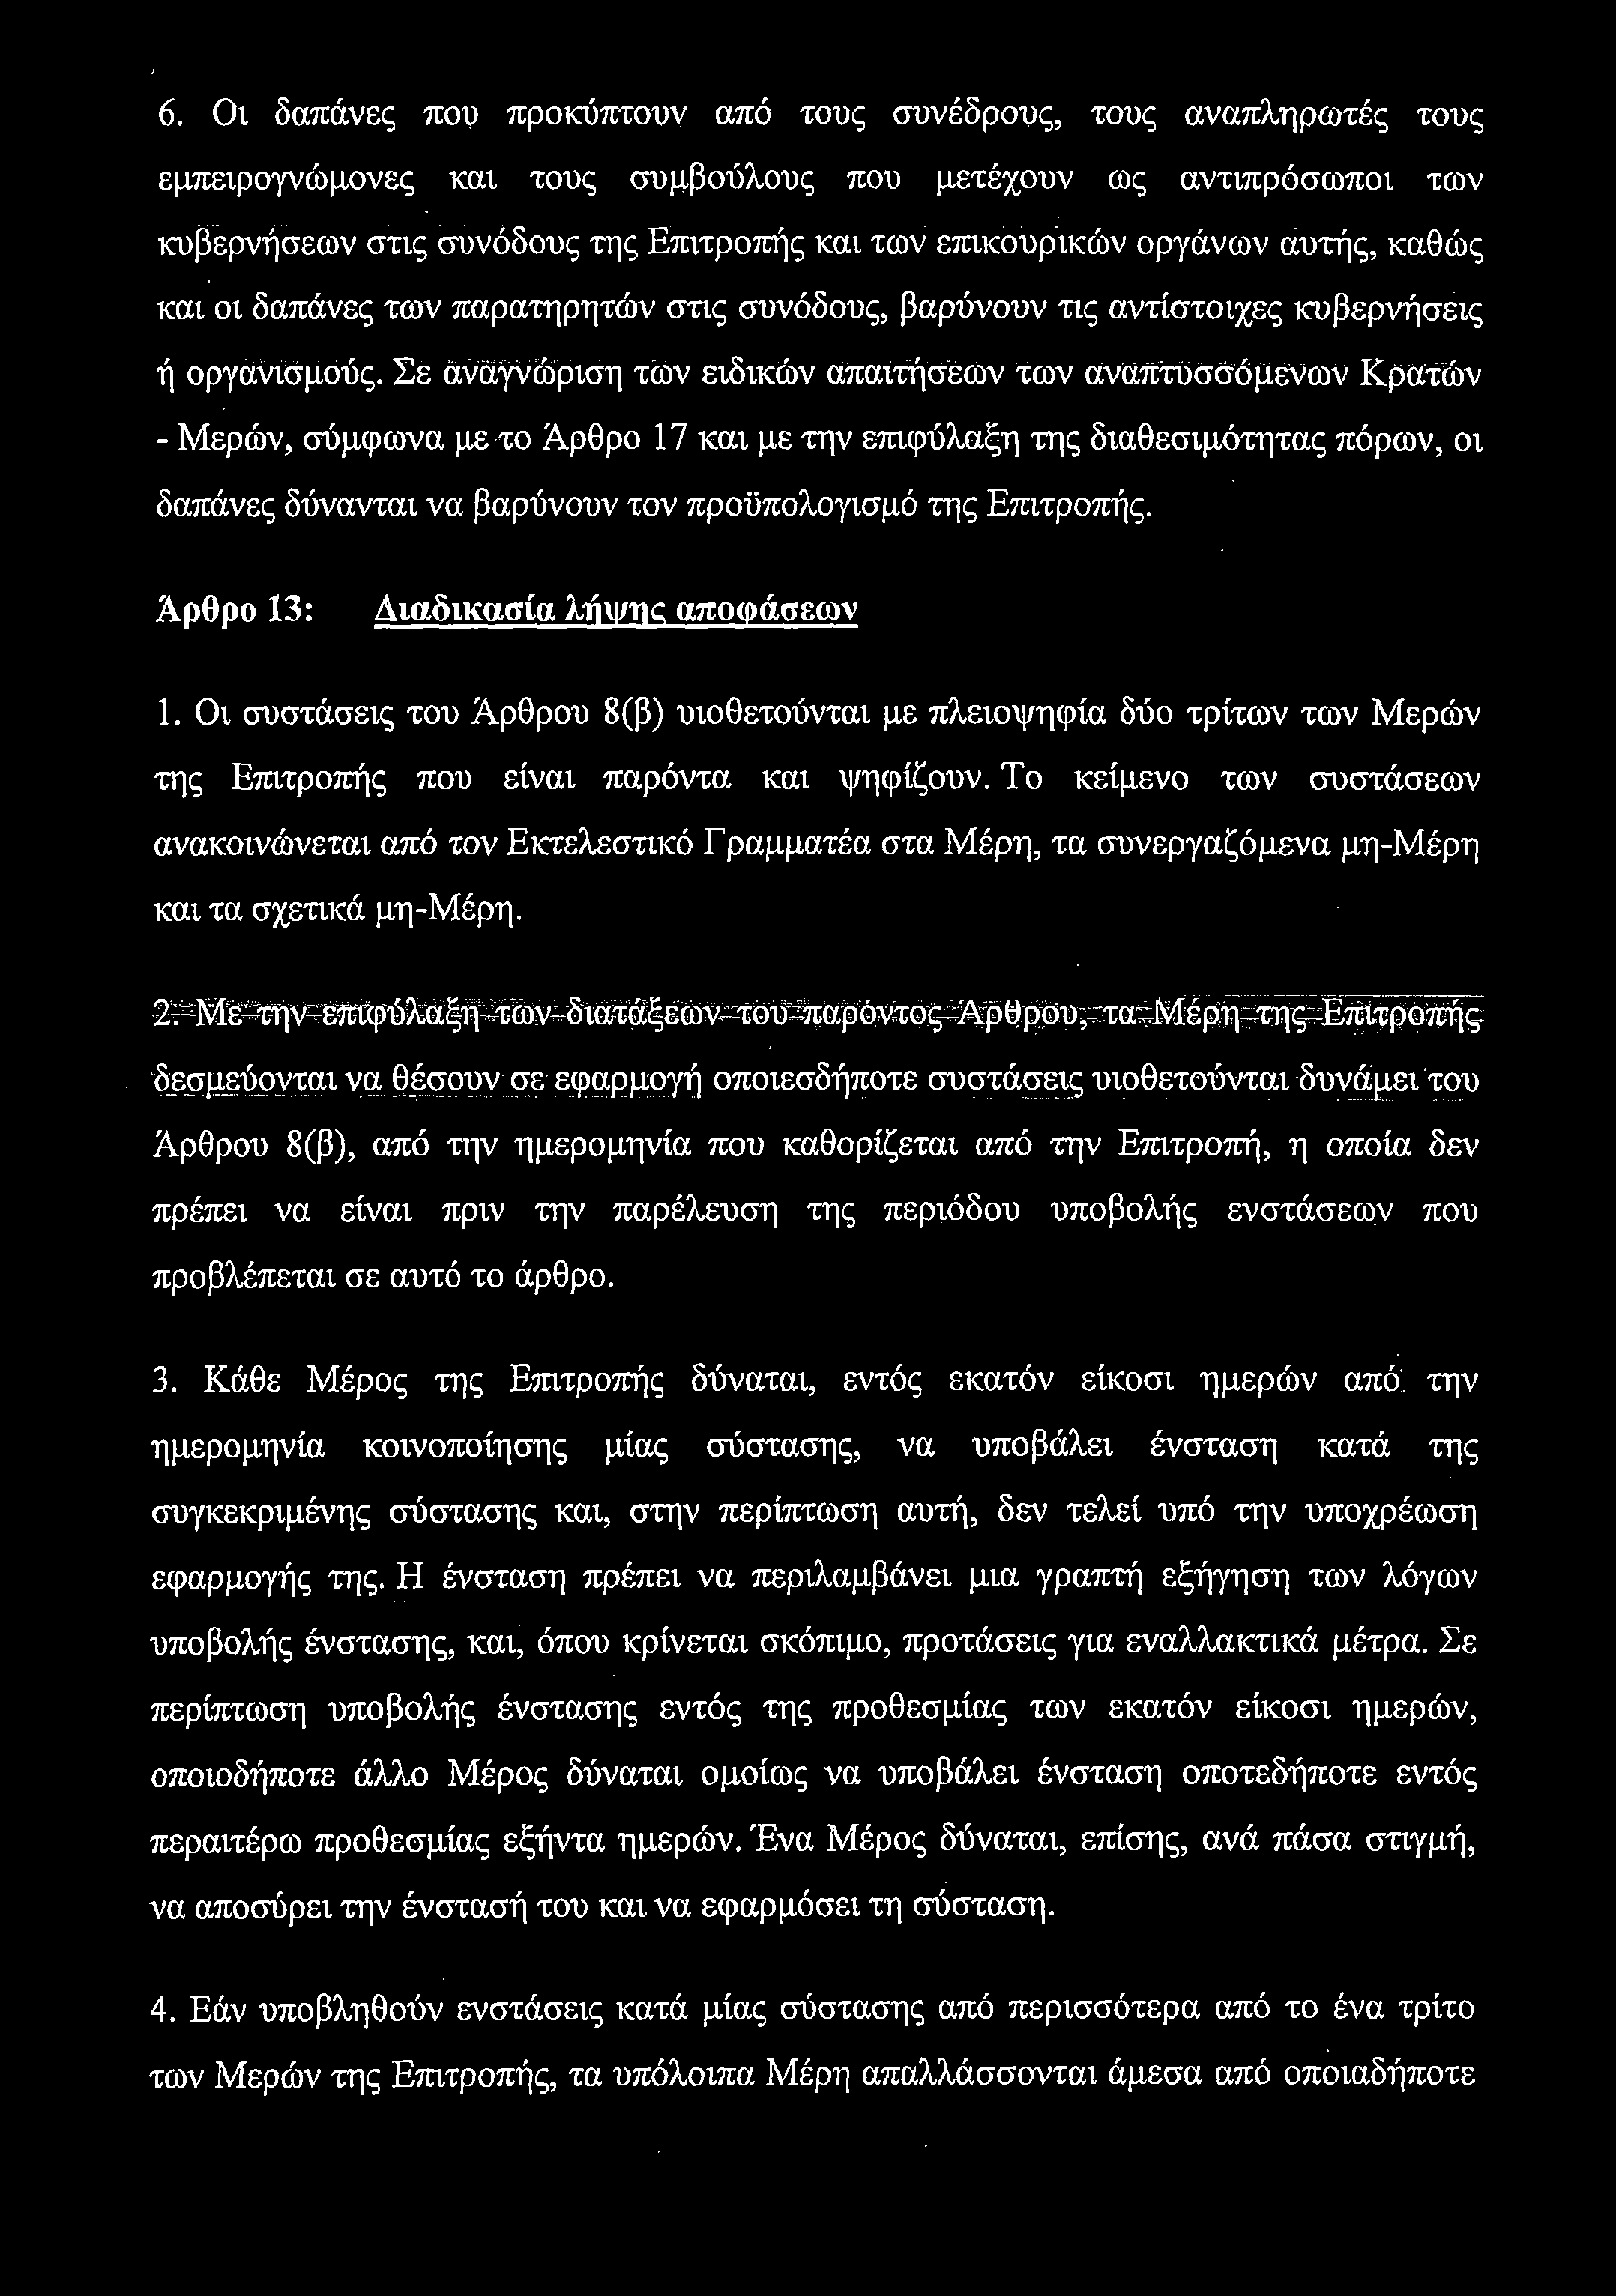 6. Οι δαπάνες που προκύπτουν από τους συνέδρους, τους αναπληρωτές τους
εμπειρογνώμονες και τους συμβούλους που μετέχουν ως αντιπρόσωποι των
κυβερνήσεων στις συνόδους της Επιτροπής και των επικουρικών οργάνων αυτής, καθώς
και οι δαπάνες των παρατηρητών στις συνόδους, βαρύνουν τις αντίστοιχες κυβερνήσεις
ή οργανισμούς. Σε αναγνώριση των ειδικών απαιτήσεων των αναπτυσσόμενων Κρατών
- Μερών, σύμφωνα με το Άρθρο 17 και με την επιφύλαξη της διαθεσιμότητας πόρων, οι
δαπάνες δύνανται να βαρύνουν τον προϋπολογισμό της Επιτροπής.
Άρθρο 13: Διαδικασία λήψης αποφάσεων
1. Οι συστάσεις του Άρθρου 8(β) υιοθετούνται με πλειοψηφία δύο τρίτων των Μερών
της Επιτροπής που είναι παρόντα και ψηφίζουν. Το κείμενο των συστάσεων
ανακοινώνεται από τον Εκτελεστικό Γραμματέα στα Μέρη, τα συνεργαζόμενα μη-Μέρη
και τα σχετικά μη-Μέρη.
2. Με την επιφύλαξη των διατάξεων του παρόντος Άρθρου, τα Μέρη της Επιτροπής
δεσμεύονται να θέσουν σε εφαρμογή οποιεσδήποτε συστάσεις υιοθετούνται δυνάμει του
Άρθρου 8(β), από την ημερομηνία που καθορίζεται από την Επιτροπή, η οποία δεν
πρέπει να είναι πριν την παρέλευση της περιόδου υποβολής ενστάσεων που
προβλέπεται σε αυτό το άρθρο.
3. Κάθε Μέρος της Επιτροπής δύναται, εντός εκατόν είκοσι ημερών από την
ημερομηνία κοινοποίησης μίας σύστασης, να υποβάλει ένσταση κατά της
συγκεκριμένης σύστασης και, στην περίπτωση αυτή, δεν τελεί υπό την υποχρέωση
εφαρμογής της. Η ένσταση πρέπει να περιλαμβάνει μια γραπτή εξήγηση των λόγων
υποβολής ένστασης, και, όπου κρίνεται σκόπιμο, προτάσεις για εναλλακτικά μέτρα. Σε
περίπτωση υποβολής ένστασης εντός της προθεσμίας των εκατόν είκοσι ημερών,
οποιοδήποτε άλλο Μέρος δύναται ομοίως να υποβάλει ένσταση οποτεδήποτε εντός
περαιτέρω προθεσμίας εξήντα ημερών. Ένα Μέρος δύναται, επίσης, ανά πάσα στιγμή,
να αποσύρει την ένστασή του και να εφαρμόσει τη σύσταση.
4. Εάν υποβληθούν ενστάσεις κατά μίας σύστασης από περισσότερα από το ένα τρίτο
των Μερών της Επιτροπής, τα υπόλοιπα Μέρη απαλλάσσονται άμεσα από οποιαδήποτε